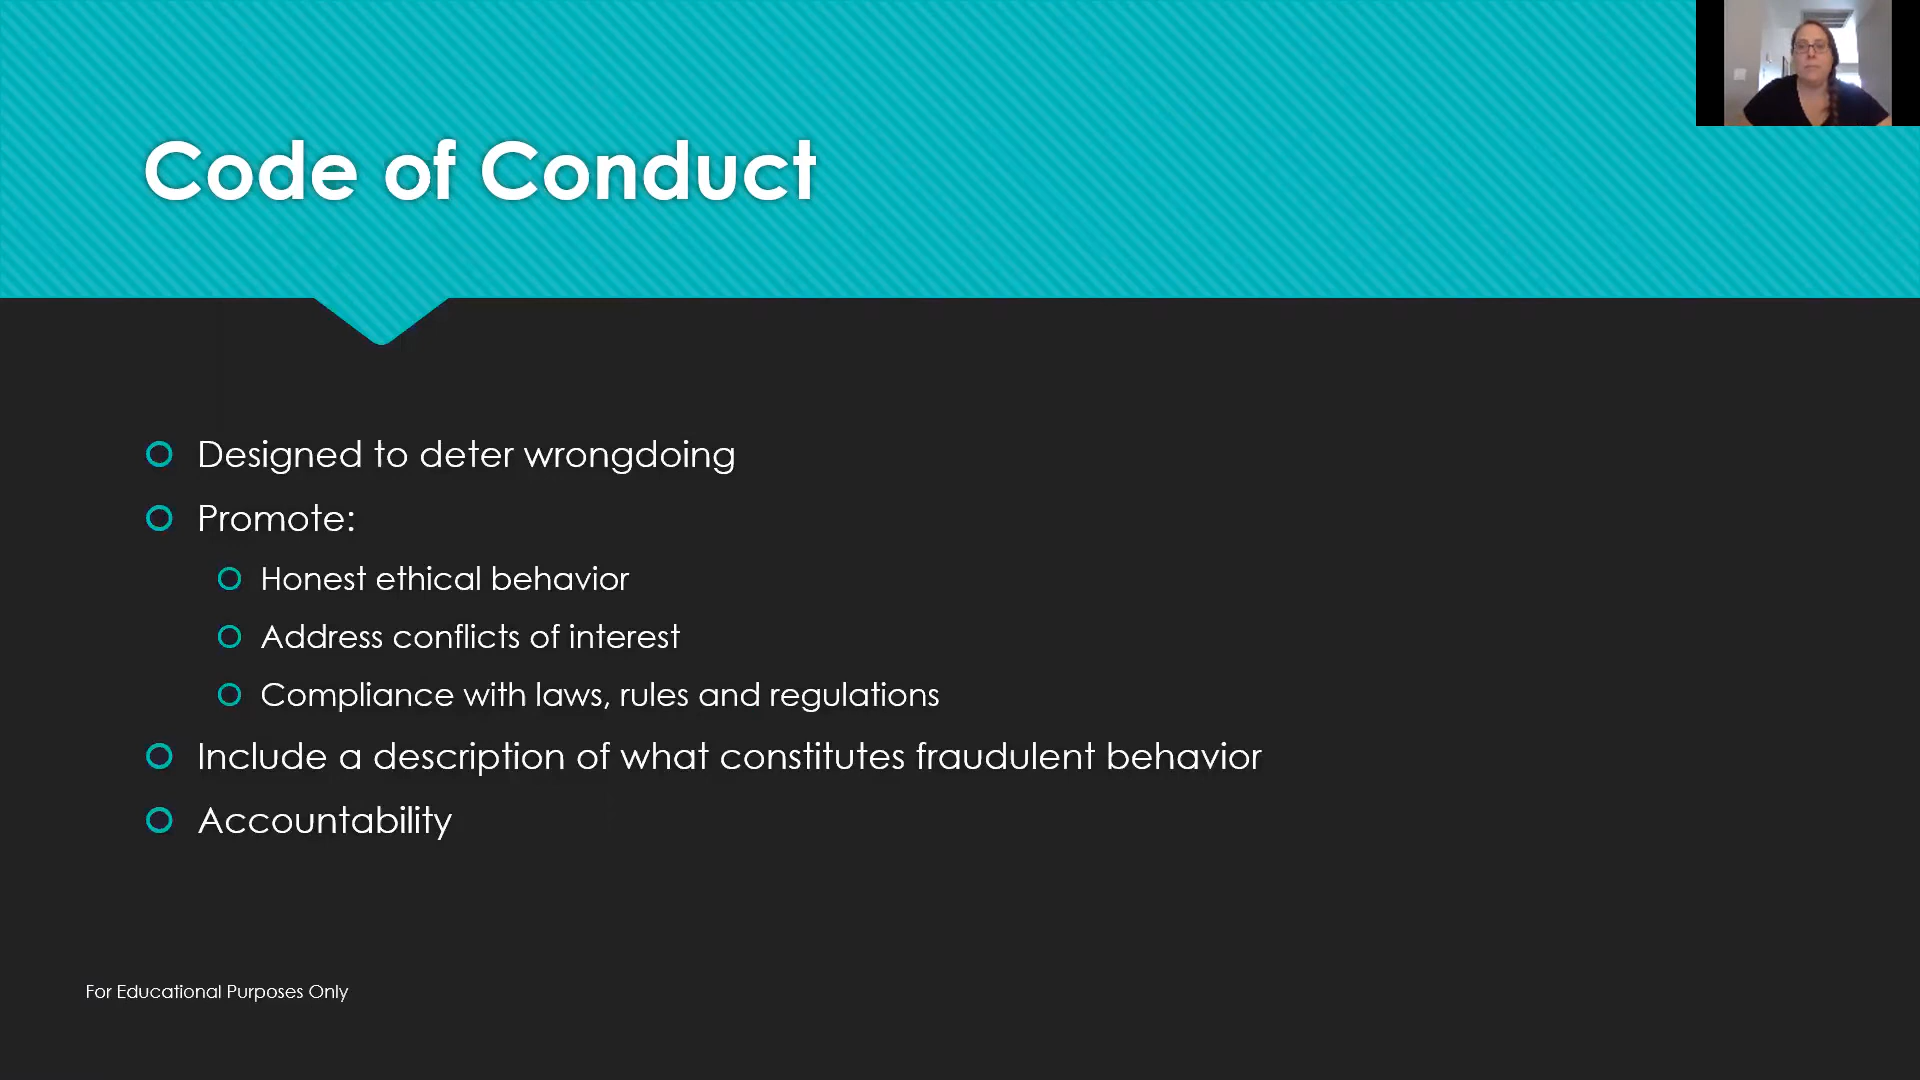 Code of Conduct
Designed to deter wrongdoing
Promote:
Honest ethical behavior
Address conflicts of interest
Compliance with laws, rules and regulations
Include a description of what constitutes fraudulent behavior
Accountability
For Educational Purposes Only